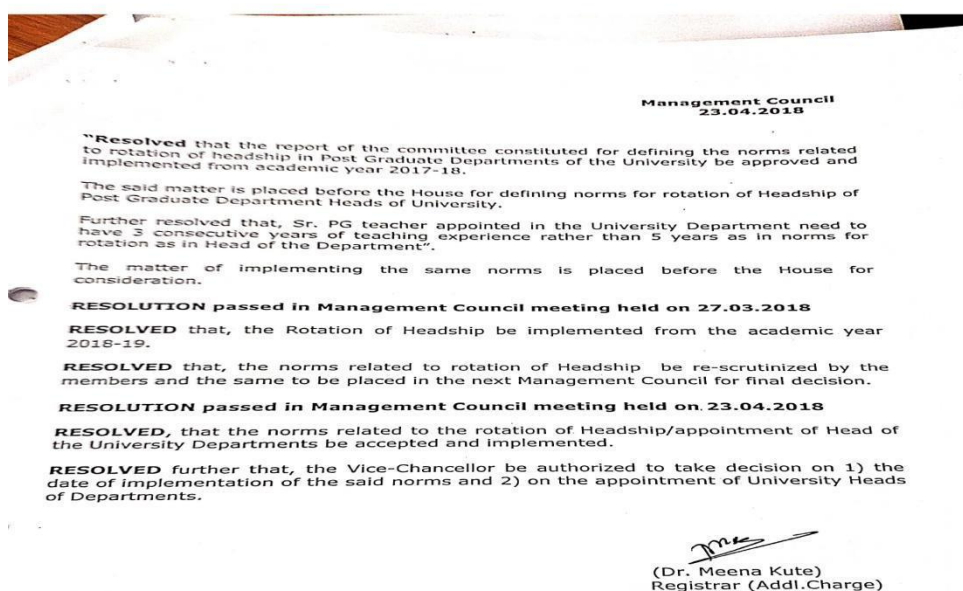 Management Council
23.04.2018
"Resolved that the report of the committee constituted for defining the norms related
to rotation of headship in Post Graduate Departments of the University be approved and
implemented from academic year 2017-18.
The said matter is placed before the House for defining norms for rotation of Headship of
Post Graduate Department Heads of University.
Further resolved that, Sr. PG teacher appointed in the University Department need to
have 3 consecutive years of teaching experience rather than 5 years as in norms for
rotation as in Head of the Department".
The matter of implementing the same norms is placed before the House for
consideration.
RESOLUTION passed in Management Council meeting held on 27.03.2018
RESOLVED that, the Rotation of Headship be implemented from the academic year
2018-19.
RESOLVED that, the norms related to rotation of Headship be re-scrutinized by the
members and the same to be placed in the next Management Council for final decision.
RESOLUTION passed in Management Council meeting held on 23.04.2018
RESOLVED, that the norms related to the rotation of Headship/appointment of Head of
the University Departments be accepted and implemented.
RESOLVED further that, the Vice-Chancellor be authorized to take decision on 1) the
date of implementation of the said norms and 2) on the appointment of University Heads
of Departments.
(Dr. Meena Kute)
Registrar (Addl.Charge)